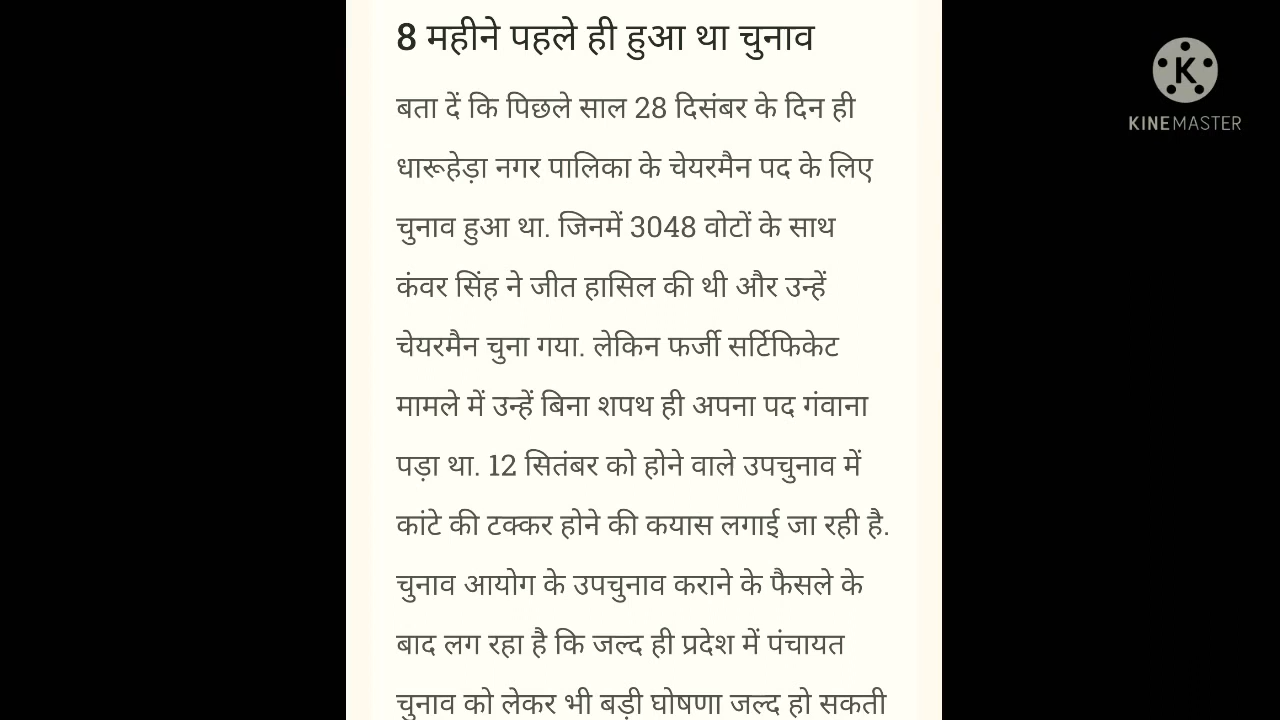 8 महीने पहले ही हुआ था चुनाव
बता दें कि पिछले साल 28 दिसंबर के दिन ही
धारूहेड़ा नगर पालिका के चेयरमैन पद के लिए
चुनाव हुआ था. जिनमें 3048 वोटों के साथ
कंवर सिंह ने जीत हासिल की थी और उन्हें
चेयरमैन चुना गया. लेकिन फर्जी सर्टिफिकेट
मामले में उन्हें बिना शपथ ही अपना पद गंवाना
पड़ा था. 12 सितंबर को होने वाले उपचुनाव में
कांटे की टक्कर होने की कयास लगाई जा रही है.
चुनाव आयोग के उपचुनाव कराने के फैसले के
बाद लग रहा है कि जल्द ही प्रदेश में पंचायत
चुनाव को लेकर भी बड़ी घोषणा जल्द हो सकती
K
KINEMASTER